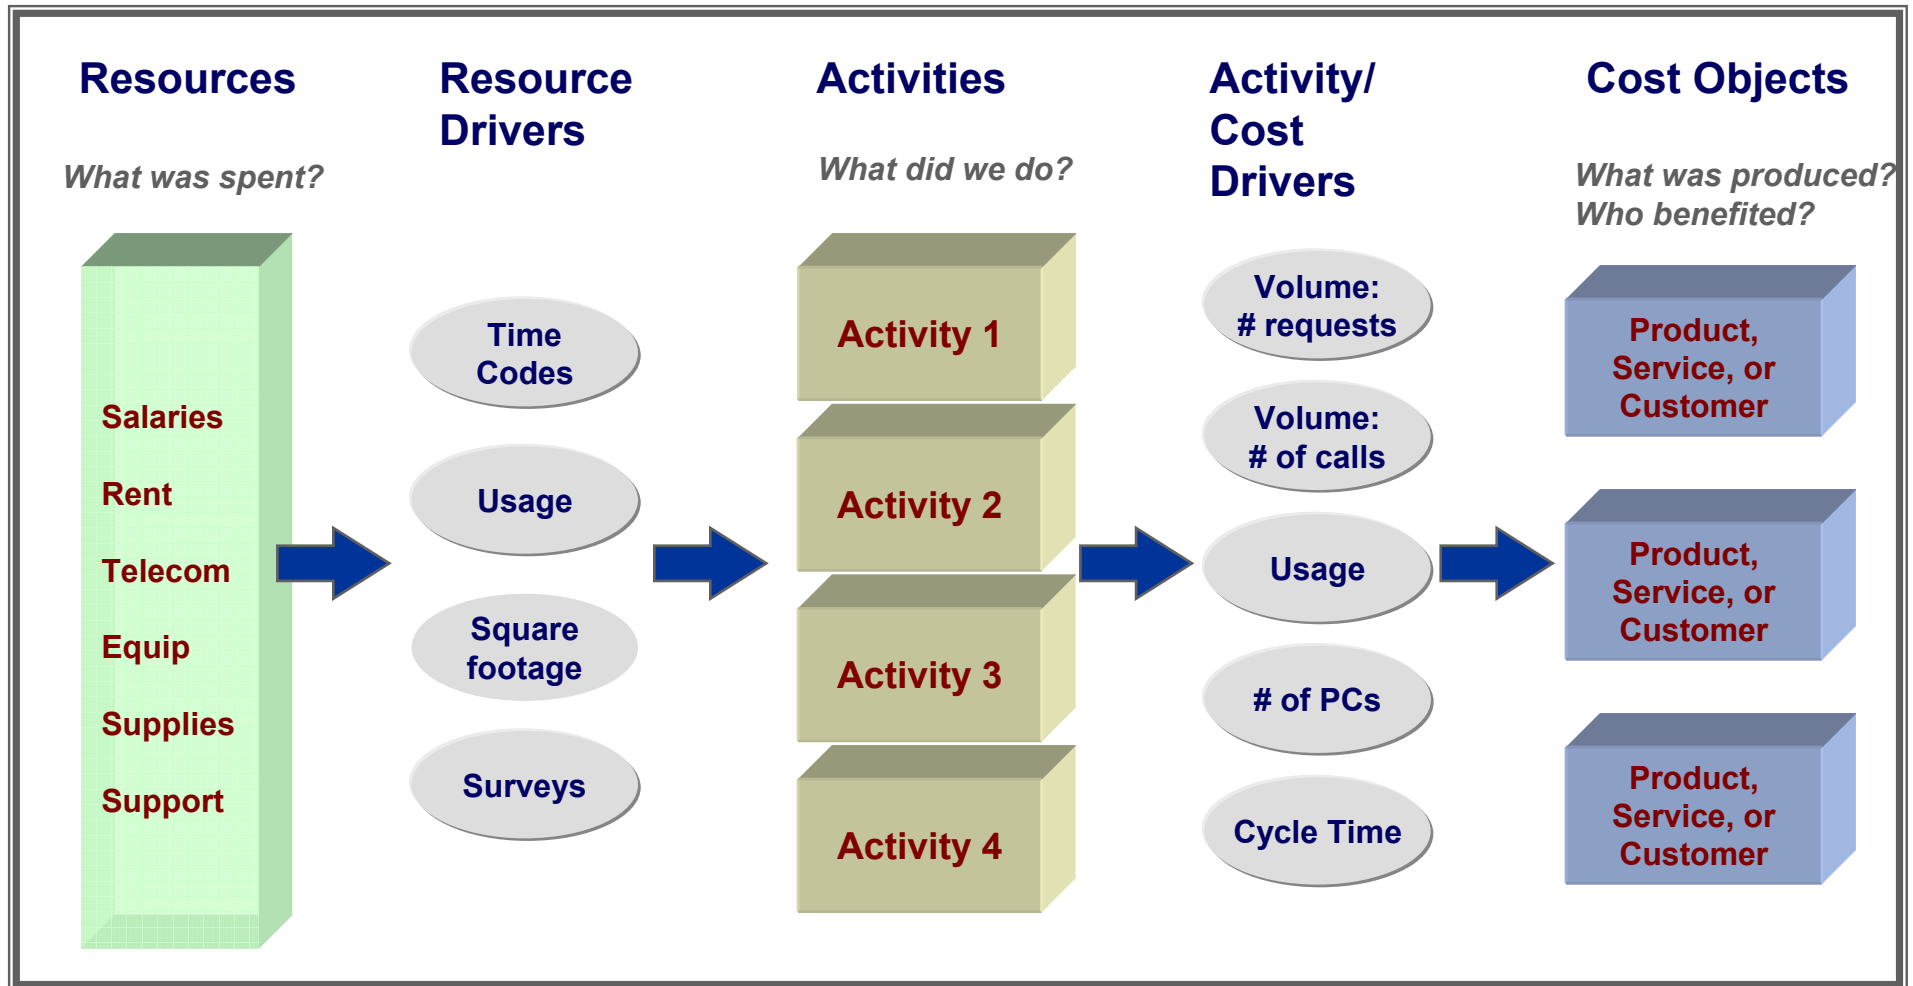 Resources
What was spent?
Salaries
Rent
Telecom
Equip
Supplies
Support
Resource
Drivers
Time
Codes
Usage
Square
footage
Surveys
Activities
What did we do?
Activity 1
Activity 2
Activity 3
Activity 4
Activity/
Cost
Drivers
Volume:
# requests
Volume:
# of calls
Usage
# of PCs
Cycle Time
Cost Objects
What was produced?
Who benefited?
Product,
Service, or
Customer
Product,
Service, or
Customer
Product,
Service, or
Customer